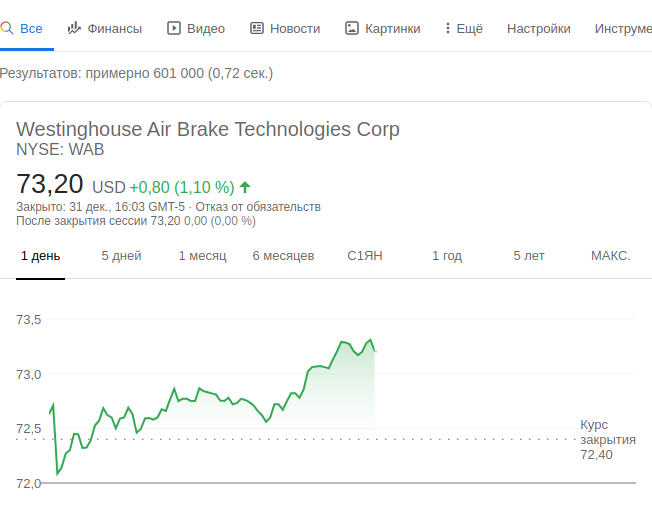 Все Финансы Видео Новости Картинки Ещё Настройки Инструме
Результатов: примерно 601 000 (0,72 сек.)
Westinghouse Air Brake Technologies Corp
NYSE: WAB
73,20 USD +0,80 (1,10 %)
Закрыто: 31 дек., 16:03 GMT-5 · Отказ от обязательств
После закрытия сессии 73,20 0,00 (0,00 %)
1 день 5 дней 1 месяц 6 месяцев С1ЯН 1 год 5 лет МАКС.
73,5
73,0
72,5
Курс
закрытия
72,40
72,0